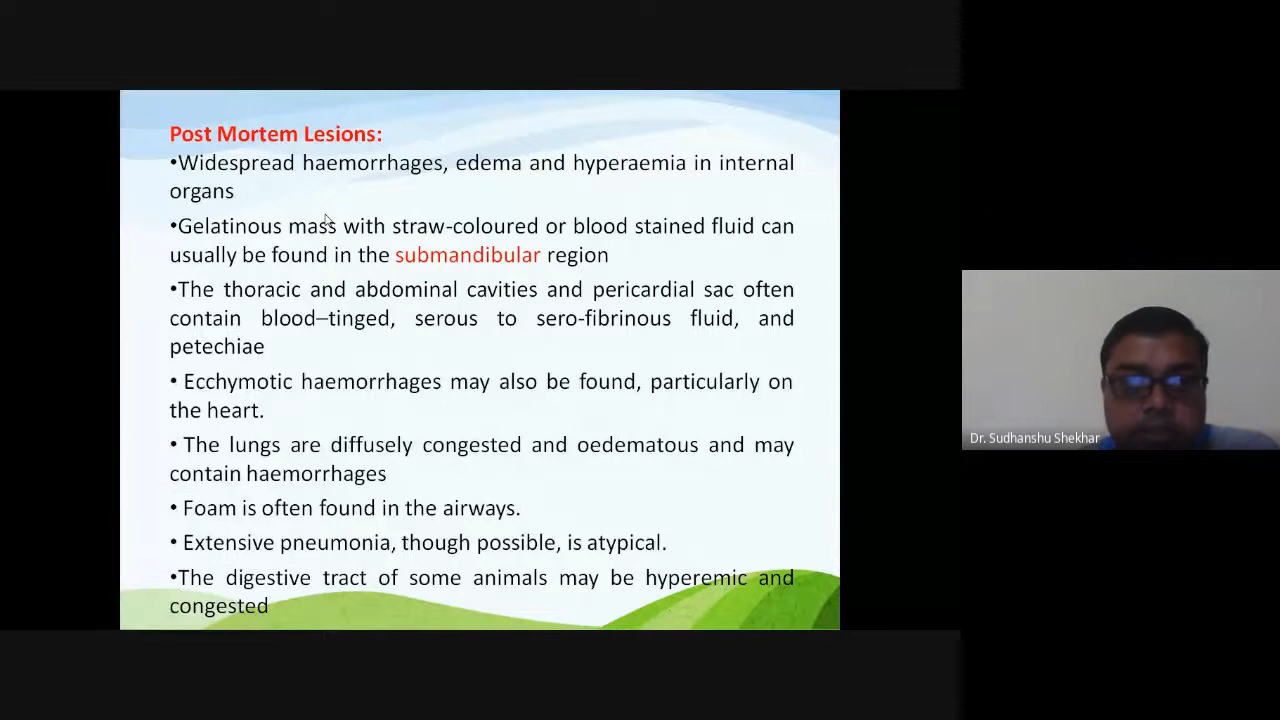 Post Mortem Lesions:
•Widespread haemorrhages, edema and hyperaemia in internal
organs
•Gelatinous mass with straw-coloured or blood stained fluid can
usually be found in the submandibular region
•The thoracic and abdominal cavities and pericardial sac often
contain blood–tinged, serous to sero-fibrinous fluid, and
petechiae
• Ecchymotic haemorrhages may also be found, particularly on
the heart.
• The lungs are diffusely congested and oedematous and may
contain haemorrhages
• Foam is often found in the airways.
• Extensive pneumonia, though possible, is atypical.
•The digestive tract of some animals may be hyperemic and
congested
Dr. Sudhanshu Shekhar